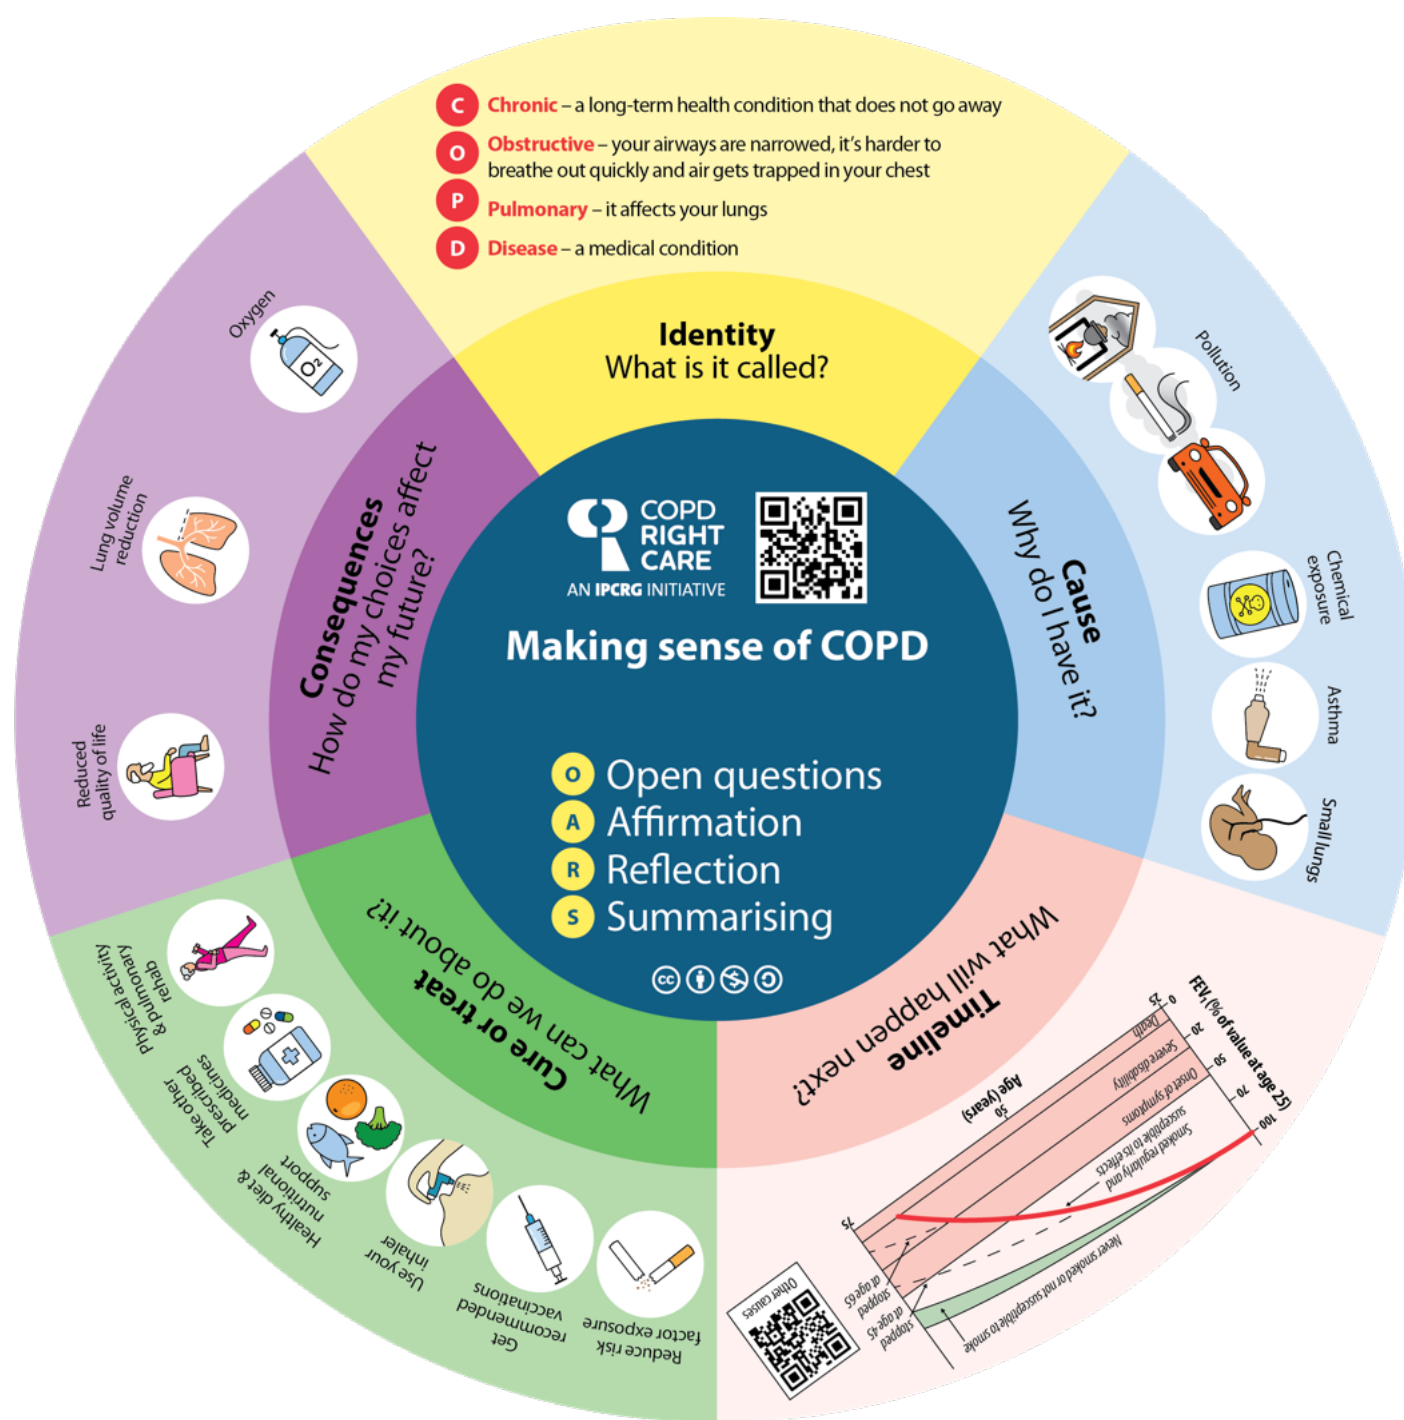 C Chronic – a long-term health condition that does not go away
O Obstructive – your airways are narrowed, it's harder to
breathe out quickly and air gets trapped in your chest
P Pulmonary – it affects your lungs
D Disease – a medical condition
Identity
What is it called?
Pollution
Chemical
exposure
Asthma
Small lungs
Cause
Why do I have it?
Timeline
What will happen next?
FEV₁ (% of value at age 25)
0
20
50
70
100
25
50
75
Age (years)
Death
Severe disability
Onset of symptoms
Smoked regularly and
susceptible to its effects
Never smoked or not susceptible to smoke
stopped
at age 45
stopped
at age 65
Other causes
Cure or treat
What can we do about it?
Reduce risk
factor exposure
Get
recommended
vaccinations
Use your
inhaler
Healthy diet &
nutritional
support
Take other
prescribed
medicines
Physical activity
& pulmonary
rehab
Consequences
How do my choices affect
my future?
Reduced
quality of life
Lung volume
reduction
Oxygen
O2
COPD
RIGHT
CARE
AN IPCRG INITIATIVE
Making sense of COPD
O Open questions
A Affirmation
R Reflection
S Summarising
cc